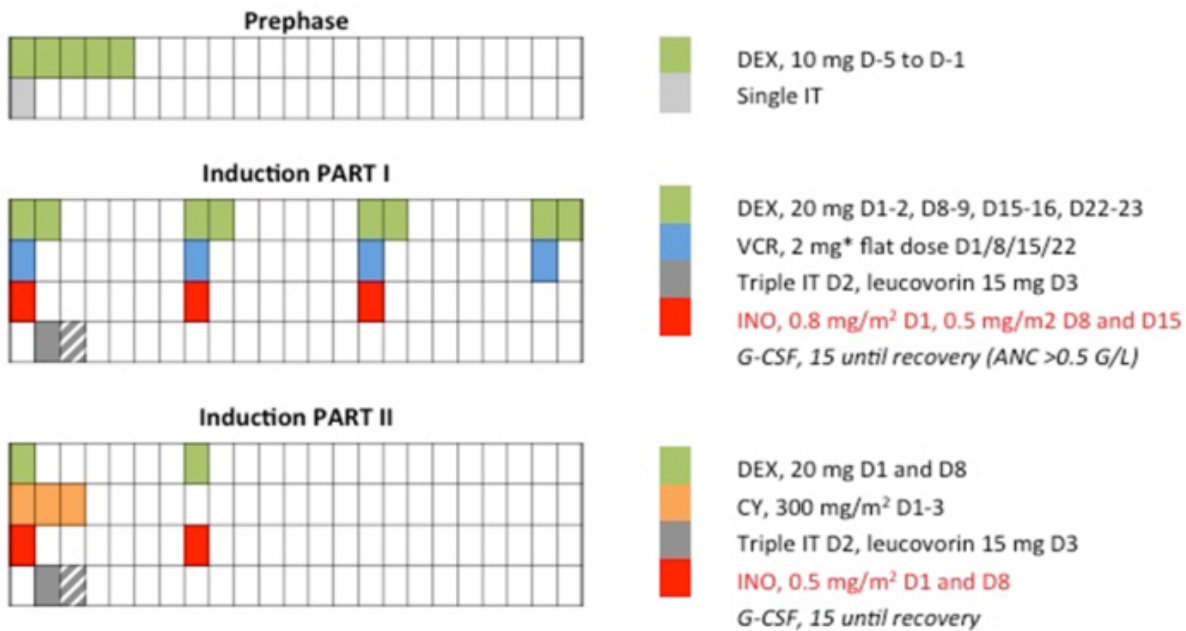 Prephase
DEX, 10 mg D-5 to D-1
Single IT
Induction PART I
DEX, 20 mg D1-2, D8-9, D15-16, D22-23
VCR, 2 mg* flat dose D1/8/15/22
Triple IT D2, leucovorin 15 mg D3
INO, 0.8 mg/m² D1, 0.5 mg/m2 D8 and D15
G-CSF, 15 until recovery (ANC >0.5 G/L)
Induction PART II
DEX, 20 mg D1 and D8
CY, 300 mg/m² D1-3
Triple IT D2, leucovorin 15 mg D3
INO, 0.5 mg/m² D1 and D8
G-CSF, 15 until recovery